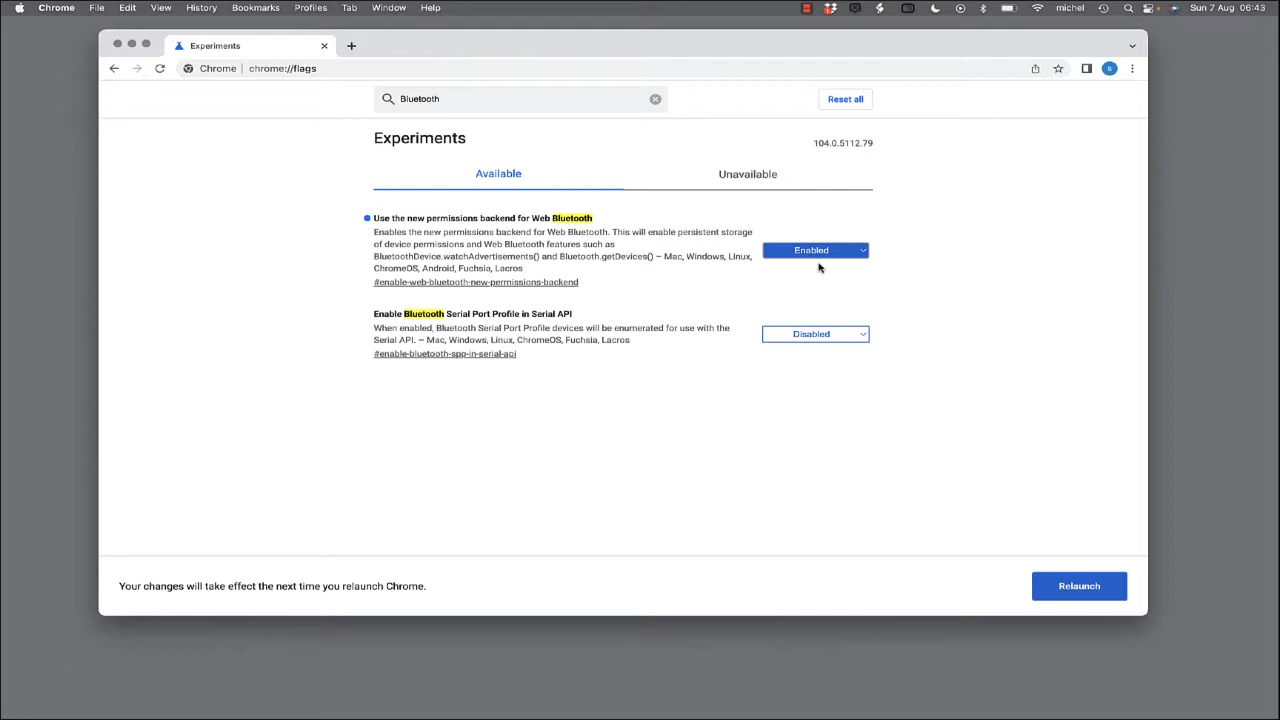 Chrome File Edit View History Bookmarks Profiles Tab Window Help michel Sun 7 Aug 06:43
Experiments
Chrome chrome://flags
Bluetooth
Reset all
Experiments
104.0.5112.79
Available
Unavailable
Use the new permissions backend for Web Bluetooth
Enables the new permissions backend for Web Bluetooth. This will enable persistent storage
of device permissions and Web Bluetooth features such as
BluetoothDevice.watchAdvertisements() and Bluetooth.getDevices() – Mac, Windows, Linux,
ChromeOS, Android, Fuchsia, Lacros
#enable-web-bluetooth-new-permissions-backend
Enabled
Enable Bluetooth Serial Port Profile in Serial API
When enabled, Bluetooth Serial Port Profile devices will be enumerated for use with the
Serial API. – Mac, Windows, Linux, ChromeOS, Fuchsia, Lacros
#enable-bluetooth-spp-in-serial-api
Disabled
Your changes will take effect the next time you relaunch Chrome.
Relaunch